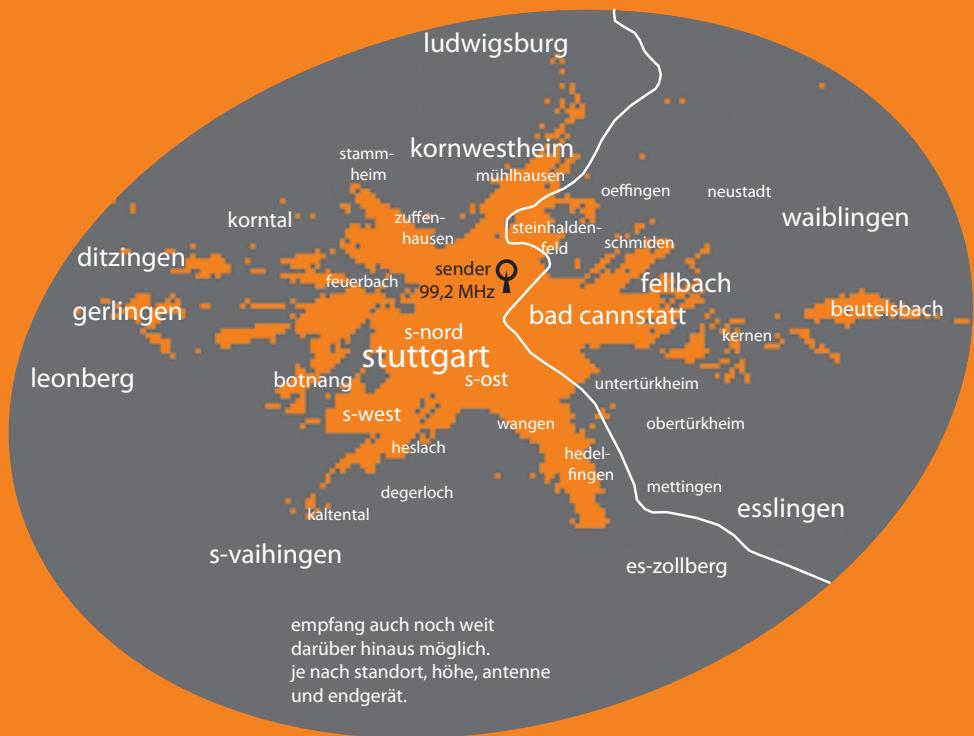 ludwigsburg
kornwestheim
stamm-
heim
mühlhausen
oeffingen
neustadt
korntal
zuffen-
hausen
steinhalden-
feld
schmiden
waiblingen
ditzingen
sender
99,2 MHz
feuerbach
fellbach
gerlingen
bad cannstatt
beutelsbach
s-nord
kernen
stuttgart
leonberg
botnang
s-ost
untertürkheim
s-west
wangen
obertürkheim
heslach
hedel-
fingen
degerloch
mettingen
kaltental
esslingen
s-vaihingen
es-zollberg
empfang auch noch weit
darüber hinaus möglich.
je nach standort, höhe, antenne
und endgerät.